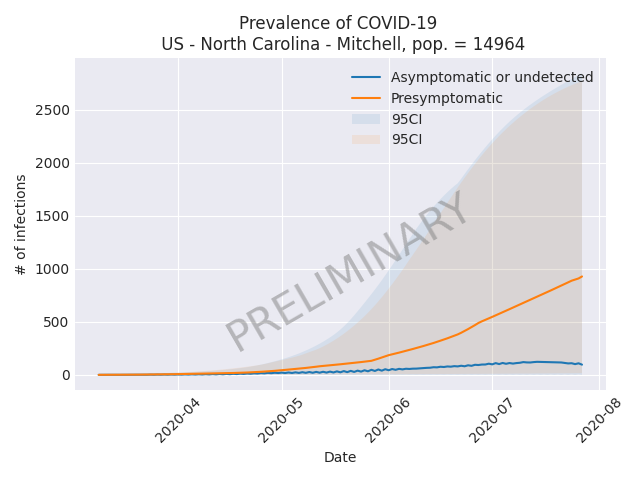 Prevalence of COVID-19
US - North Carolina - Mitchell, pop. = 14964
Asymptomatic or undetected
Presymptomatic
95CI
95CI
# of infections
2500
2000
1500
1000
500
0
PRELIMINARY
2020-04
2020-05
2020-06
2020-07
2020-08
Date